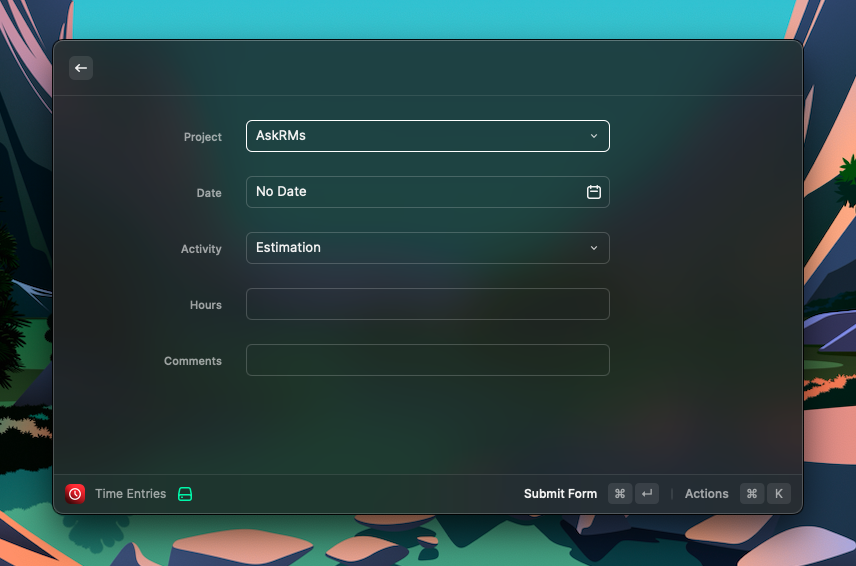 Project
AskRMs
Date
No Date
Activity
Estimation
Hours
Comments
Time Entries
Submit Form ⌘ ↵ | Actions ⌘ K